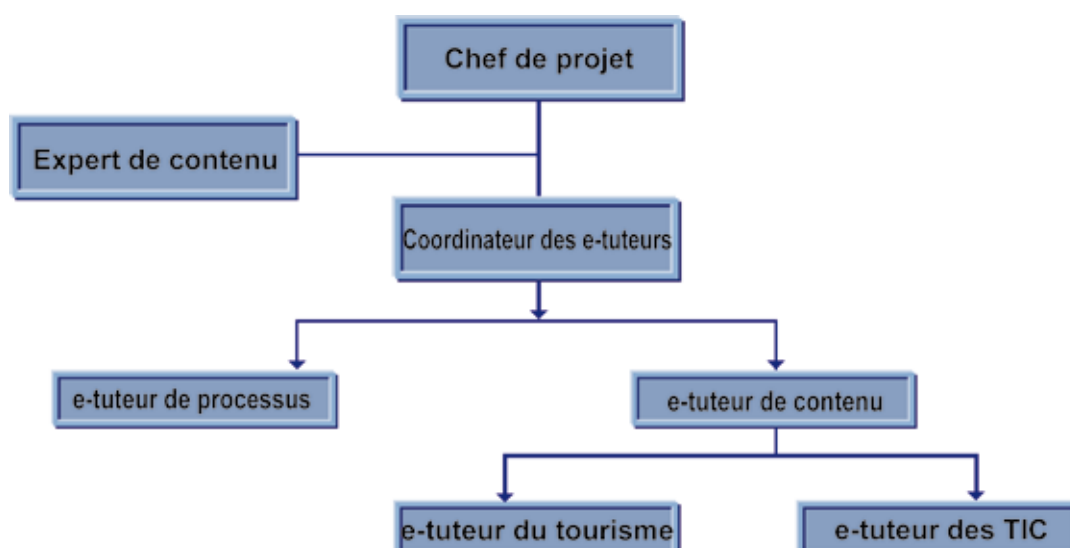 Chef de projet
Expert de contenu
Coordinateur des e-tuteurs
e-tuteur de processus
e-tuteur de contenu
e-tuteur du tourisme
e-tuteur des TIC